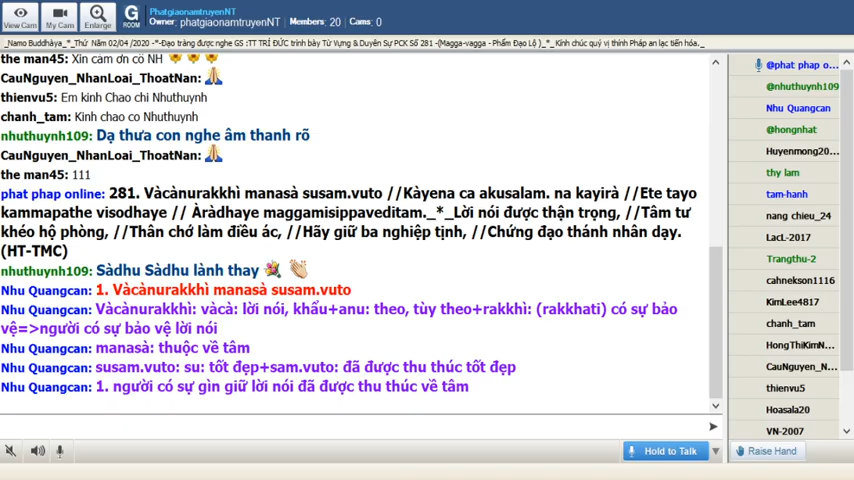 PhatgiaonamtruyenNT
Owner: phatgiaonamtruyenNT | Members: 20 | Cams: 0
View Cam
My Cam
Enlarge
G
ROOM
_Namo Buddhàya_*_Thứ Năm 02/04 /2020 -*-Đạo tràng được nghe GS :TT TRÍ ĐỨC trình bày Từ Vựng & Duyên Sự PCK Số 281 -(Magga-vagga - Phẩm Đạo Lộ )_*_ Kính chúc quý vị thính Pháp an lạc tiến hóa._
the man45: Xin cảm ơn cô NH
CauNguyen_NhanLoai_ThoatNan:
thienvu5: Em kinh Chao chi Nhuthuynh
chanh_tam: Kinh chao co Nhuthuynh
nhuthuynh109: Dạ thưa con nghe âm thanh rõ
CauNguyen_NhanLoai_ThoatNan:
the man45: 111
phat phap online: 281. Vàcànurakkhì manasà susam.vuto //Kàyena ca akusalam. na kayirà //Ete tayo
kammapathe visodhaye // Àràdhaye maggamisippaveditam._*_Lời nói được thận trọng, //Tâm tư
khéo hộ phòng, //Thân chớ làm điều ác, //Hãy giữ ba nghiệp tịnh, //Chứng đạo thánh nhân dạy.
(HT-TMC)
nhuthuynh109: Sàdhu Sàdhu lành thay
Nhu Quangcan: 1. Vàcànurakkhì manasà susam.vuto
Nhu Quangcan: Vàcànurakkhì: vàcà: lời nói, khẩu+anu: theo, tùy theo+rakkhì: (rakkhati) có sự bảo
vệ=>người có sự bảo vệ lời nói
Nhu Quangcan: manasà: thuộc về tâm
Nhu Quangcan: susam.vuto: su: tốt đẹp+sam.vuto: đã được thu thúc tốt đẹp
Nhu Quangcan: 1. người có sự gìn giữ lời nói đã được thu thúc về tâm
@phat phap o...
@nhuthuynh109
Nhu Quangcan
@hongnhat
Huyenmong20...
thy lam
tam-hanh
nang chieu_24
LacL-2017
Trangthu-2
cahnekson1116
KimLee4817
chanh_tam
HongThiKimN...
CauNguyen_N...
thienvu5
Hoasala20
VN-2007
Hold to Talk
Raise Hand